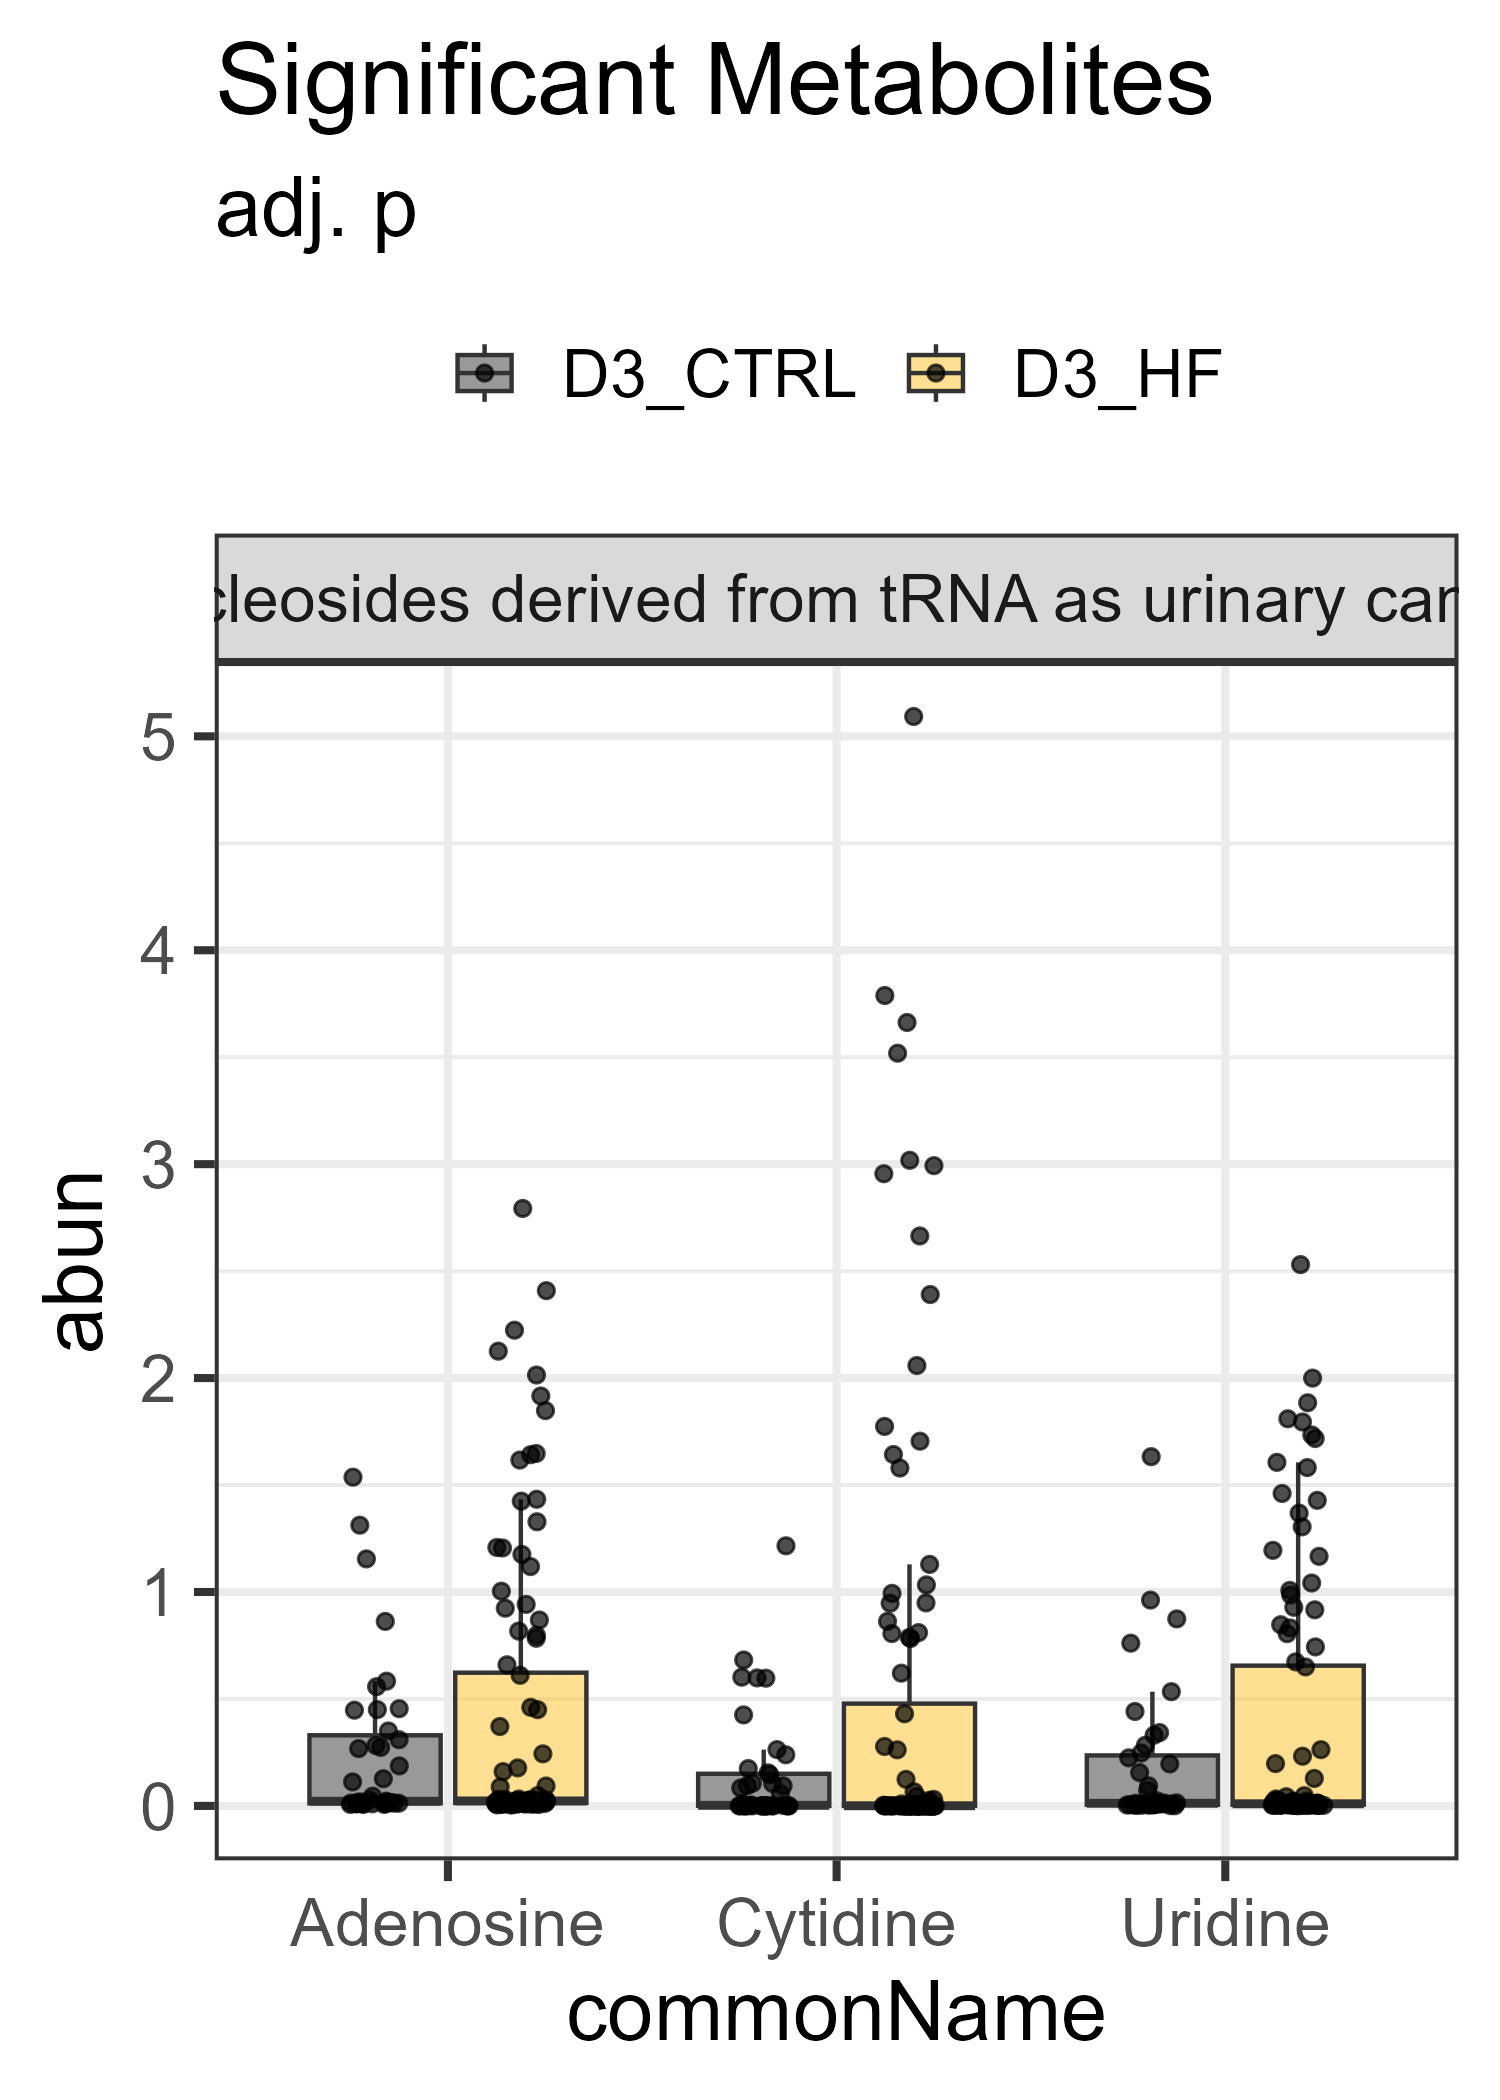 Significant Metabolites
adj. p
D3_CTRL D3_HF
cleosides derived from tRNA as urinary can
5
4
3
2
1
0
abun
Adenosine Cytidine Uridine
commonName